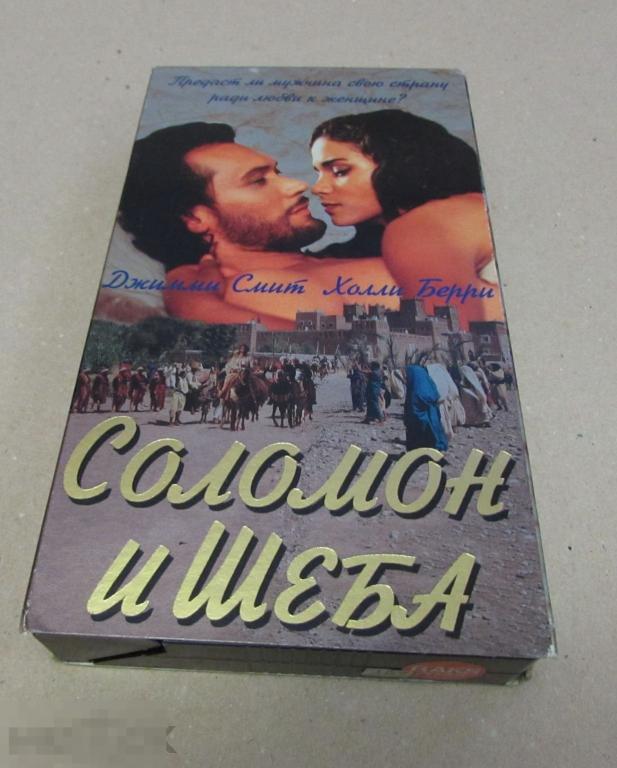 Предаст ли мужчина свою страну
ради любви к женщине?
Джимми Смит Холли Берри
Соломон
и Шеба